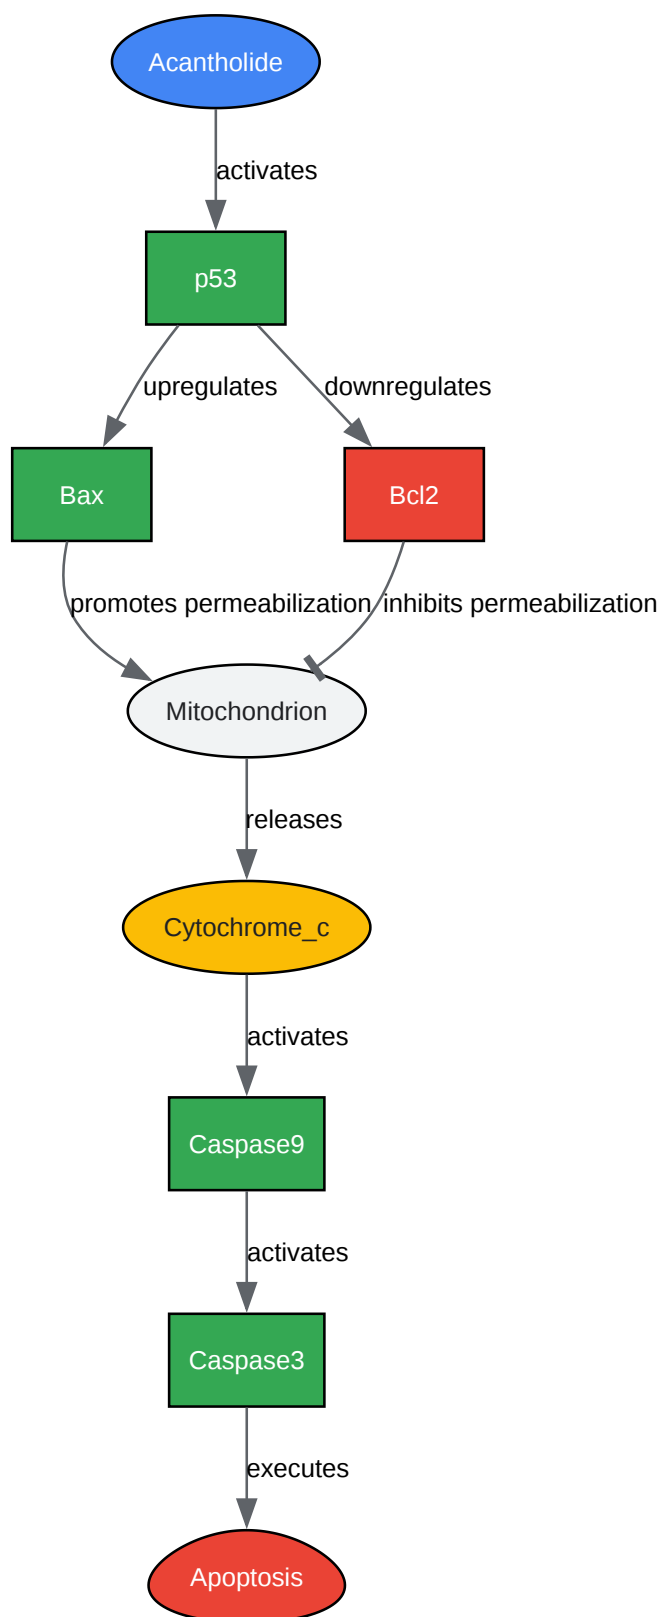 Acantholide
activates
p53
upregulates
downregulates
Bax
Bcl2
promotes permeabilization
inhibits permeabilization
Mitochondrion
releases
Cytochrome_c
activates
Caspase9
activates
Caspase3
executes
Apoptosis